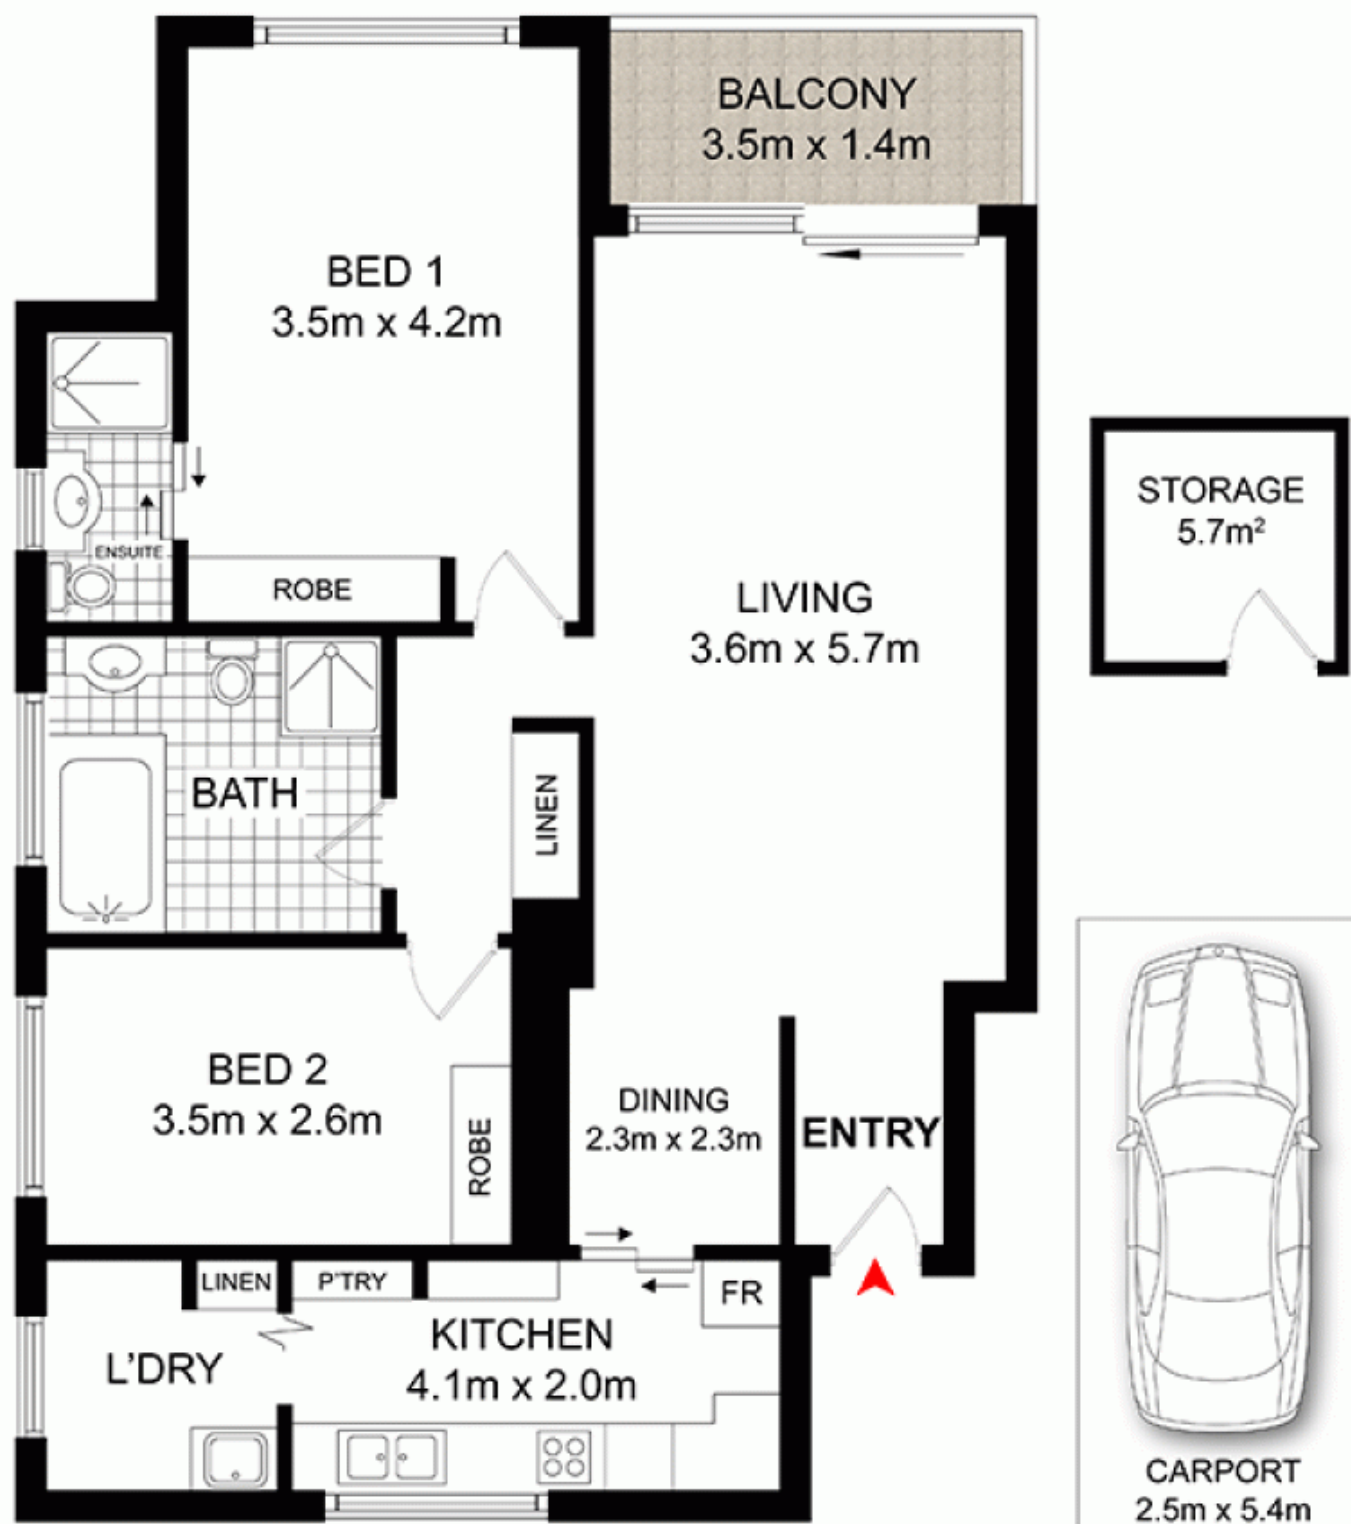 BALCONY
3.5m x 1.4m
BED 1
3.5m x 4.2m
STORAGE
5.7m²
ENSUITE
ROBE
LIVING
3.6m x 5.7m
BATH
LINEN
BED 2
3.5m x 2.6m
ROBE
DINING
2.3m x 2.3m
ENTRY
LINEN
P'TRY
FR
KITCHEN
4.1m x 2.0m
L'DRY
CARPORT
2.5m x 5.4m